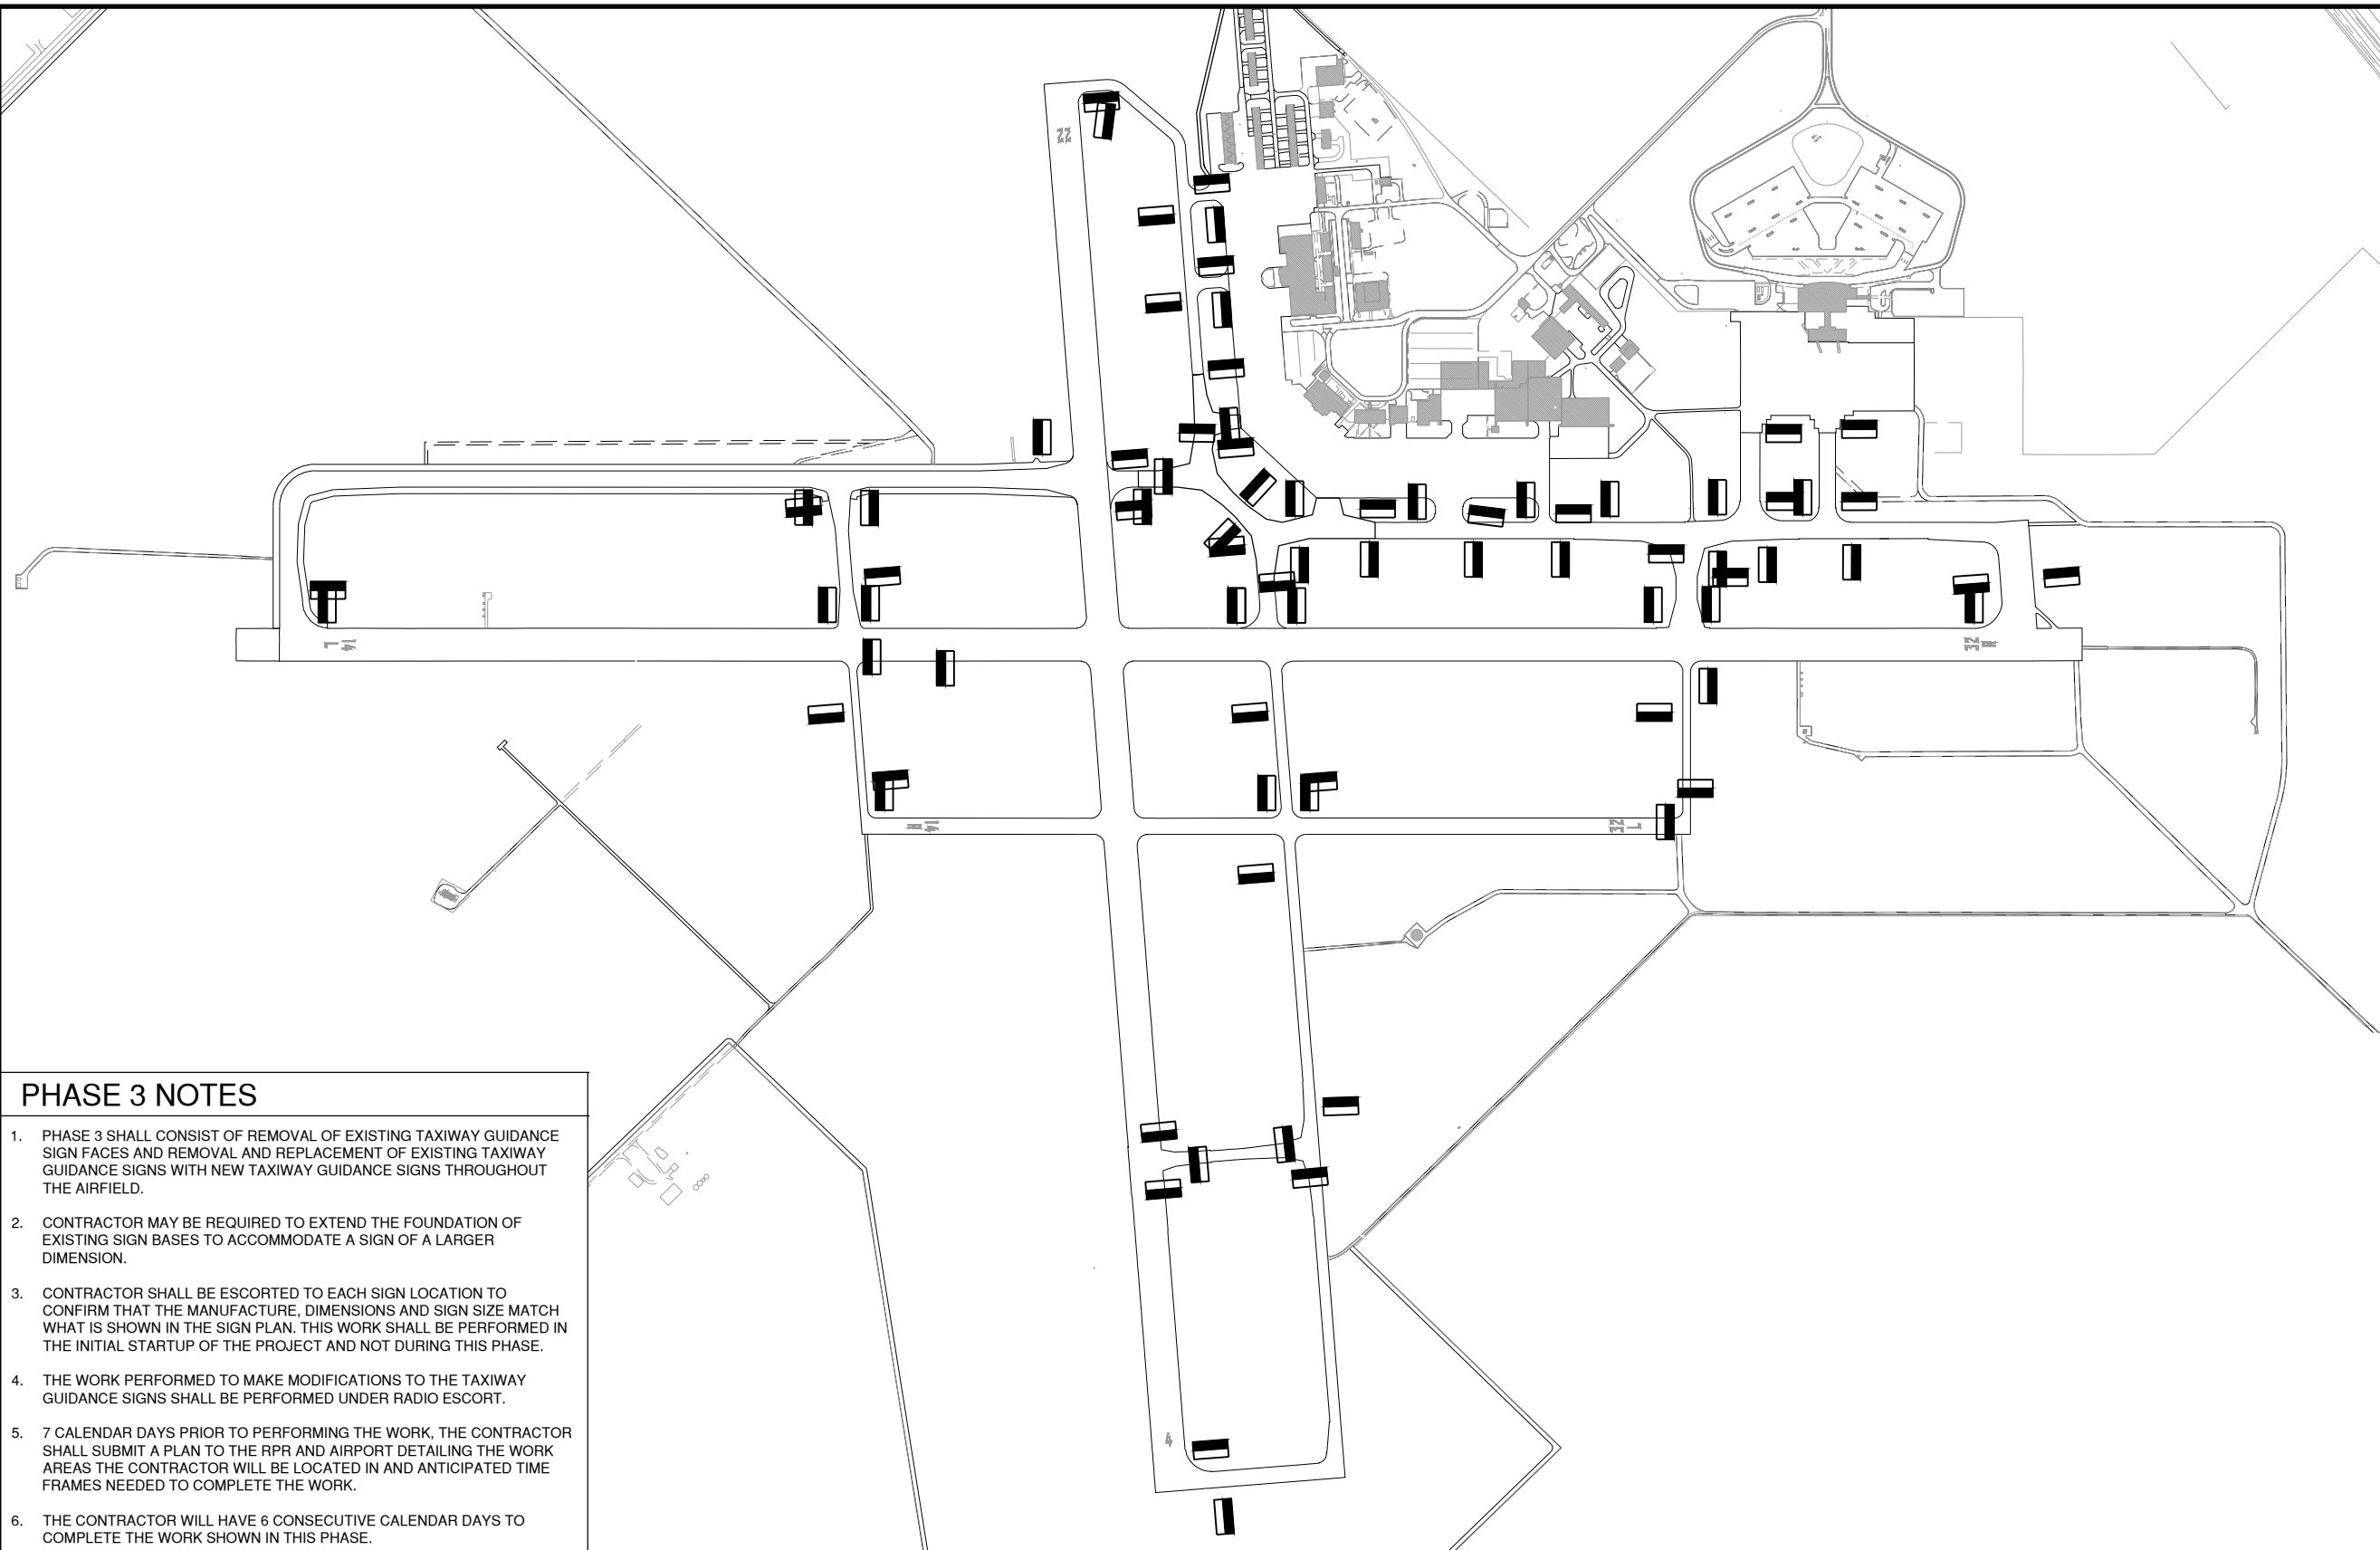 22
14
L
32
R
14
R
32
L
4
PHASE 3 NOTES
1. PHASE 3 SHALL CONSIST OF REMOVAL OF EXISTING TAXIWAY GUIDANCE
SIGN FACES AND REMOVAL AND REPLACEMENT OF EXISTING TAXIWAY
GUIDANCE SIGNS WITH NEW TAXIWAY GUIDANCE SIGNS THROUGHOUT
THE AIRFIELD.
2. CONTRACTOR MAY BE REQUIRED TO EXTEND THE FOUNDATION OF
EXISTING SIGN BASES TO ACCOMMODATE A SIGN OF A LARGER
DIMENSION.
3. CONTRACTOR SHALL BE ESCORTED TO EACH SIGN LOCATION TO
CONFIRM THAT THE MANUFACTURE, DIMENSIONS AND SIGN SIZE MATCH
WHAT IS SHOWN IN THE SIGN PLAN. THIS WORK SHALL BE PERFORMED IN
THE INITIAL STARTUP OF THE PROJECT AND NOT DURING THIS PHASE.
4. THE WORK PERFORMED TO MAKE MODIFICATIONS TO THE TAXIWAY
GUIDANCE SIGNS SHALL BE PERFORMED UNDER RADIO ESCORT.
5. 7 CALENDAR DAYS PRIOR TO PERFORMING THE WORK, THE CONTRACTOR
SHALL SUBMIT A PLAN TO THE RPR AND AIRPORT DETAILING THE WORK
AREAS THE CONTRACTOR WILL BE LOCATED IN AND ANTICIPATED TIME
FRAMES NEEDED TO COMPLETE THE WORK.
6. THE CONTRACTOR WILL HAVE 6 CONSECUTIVE CALENDAR DAYS TO
COMPLETE THE WORK SHOWN IN THIS PHASE.